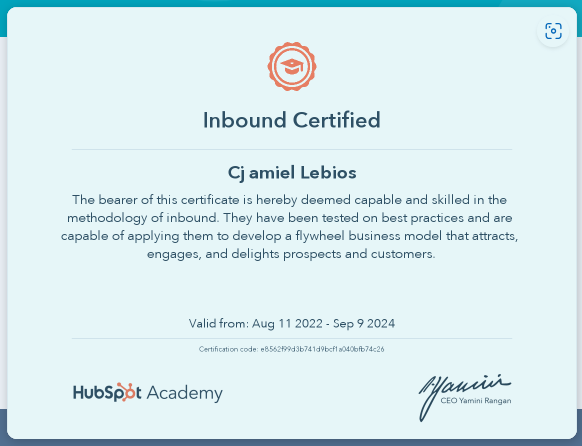 Inbound Certified
Cj amiel Lebios
The bearer of this certificate is hereby deemed capable and skilled in the
methodology of inbound. They have been tested on best practices and are
capable of applying them to develop a flywheel business model that attracts,
engages, and delights prospects and customers.
Valid from: Aug 11 2022 - Sep 9 2024
Certification code: e8562f99d3b741d9bcf1a040bfb74c26
HubSpot Academy
Yamini
CEO Yamini Rangan